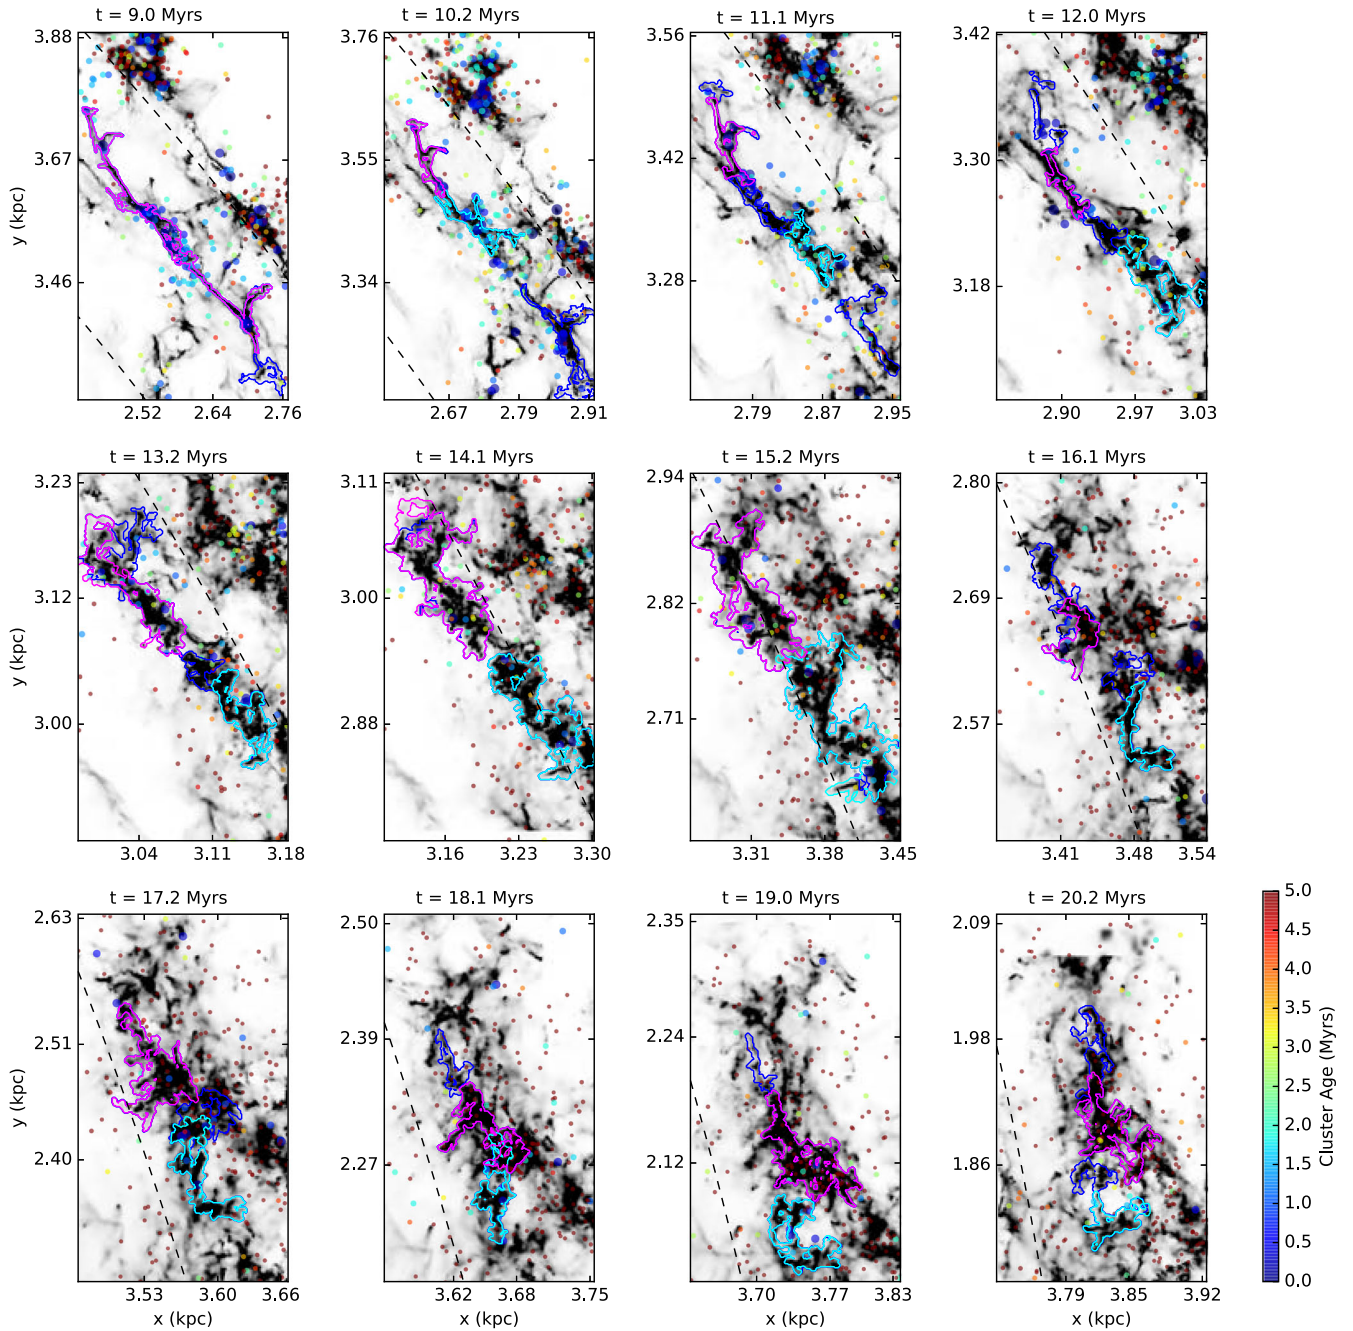 t = 9.0 Myrs
t = 10.2 Myrs
t = 11.1 Myrs
t = 12.0 Myrs
y (kpc)
3.88
3.67
3.46
2.52 2.64 2.76
3.76
3.55
3.34
2.67 2.79 2.91
3.56
3.42
3.28
2.79 2.87 2.95
3.42
3.30
3.18
2.90 2.97 3.03
t = 13.2 Myrs
t = 14.1 Myrs
t = 15.2 Myrs
t = 16.1 Myrs
y (kpc)
3.23
3.12
3.00
3.04 3.11 3.18
3.11
3.00
2.88
3.16 3.23 3.30
2.94
2.82
2.71
3.31 3.38 3.45
2.80
2.69
2.57
3.41 3.48 3.54
t = 17.2 Myrs
t = 18.1 Myrs
t = 19.0 Myrs
t = 20.2 Myrs
y (kpc)
2.63
2.51
2.40
3.53 3.60 3.66
x (kpc)
2.50
2.39
2.27
3.62 3.68 3.75
x (kpc)
2.35
2.24
2.12
3.70 3.77 3.83
x (kpc)
2.09
1.98
1.86
3.79 3.85 3.92
x (kpc)
5.0
4.5
4.0
3.5
3.0
2.5
2.0
1.5
1.0
0.5
0.0
Cluster Age (Myrs)